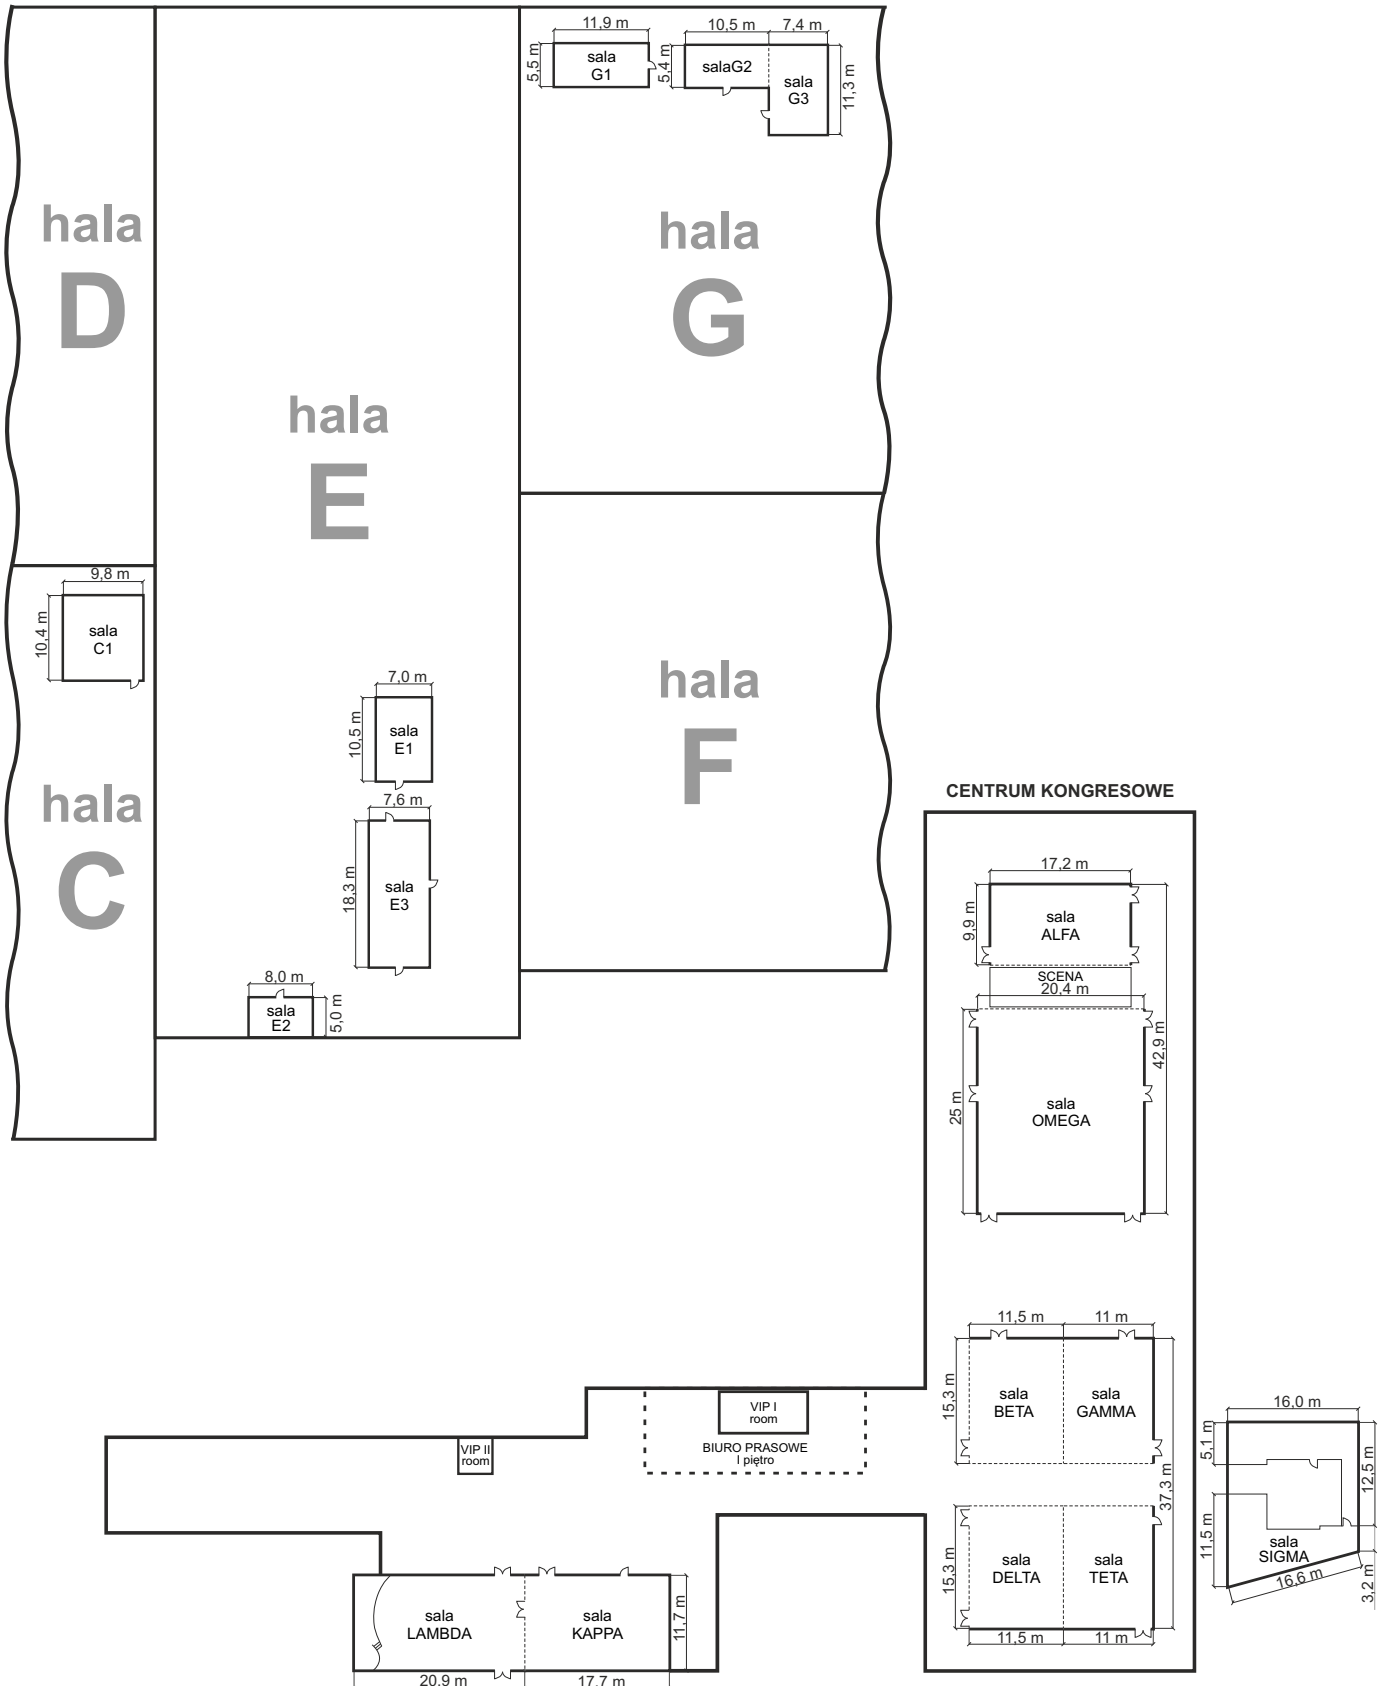 11,9 m
5,5 m
sala
G1
10,5 m
7,4 m
5,4 m
salaG2
sala
G3
11,3 m
hala
D
hala
G
hala
E
9,8 m
10,4 m
sala
C1
7,0 m
10,5 m
sala
E1
hala
F
7,6 m
18,3 m
sala
E3
hala
C
8,0 m
sala
E2
5,0 m
CENTRUM KONGRESOWE
17,2 m
9,9 m
sala
ALFA
SCENA
20,4 m
42,9 m
25 m
sala
OMEGA
11,5 m
11 m
15,3 m
sala
BETA
sala
GAMMA
37,3 m
15,3 m
sala
DELTA
sala
TETA
11,5 m
11 m
16,0 m
5,1 m
12,5 m
11,5 m
sala
SIGMA
16,6 m
3,2 m
VIP I
room
BIURO PRASOWE
I piętro
VIP II
room
sala
LAMBDA
sala
KAPPA
11,7 m
20,9 m
17,7 m